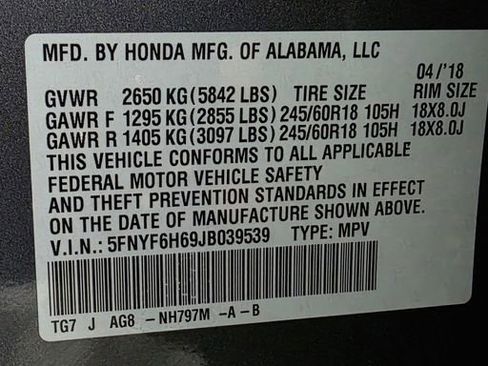 MFD. BY HONDA MFG. OF ALABAMA, LLC
04/'18
GVWR 2650 KG (5842 LBS) TIRE SIZE RIM SIZE
GAWR F 1295 KG (2855 LBS) 245/60R18 105H 18X8.0J
GAWR R 1405 KG (3097 LBS) 245/60R18 105H 18X8.0J
THIS VEHICLE CONFORMS TO ALL APPLICABLE
FEDERAL MOTOR VEHICLE SAFETY
AND THEFT PREVENTION STANDARDS IN EFFECT
ON THE DATE OF MANUFACTURE SHOWN ABOVE.
V.I.N.: 5FNYF6H69JB039539 TYPE: MPV
TG7 J AG8 -NH797M -A-B